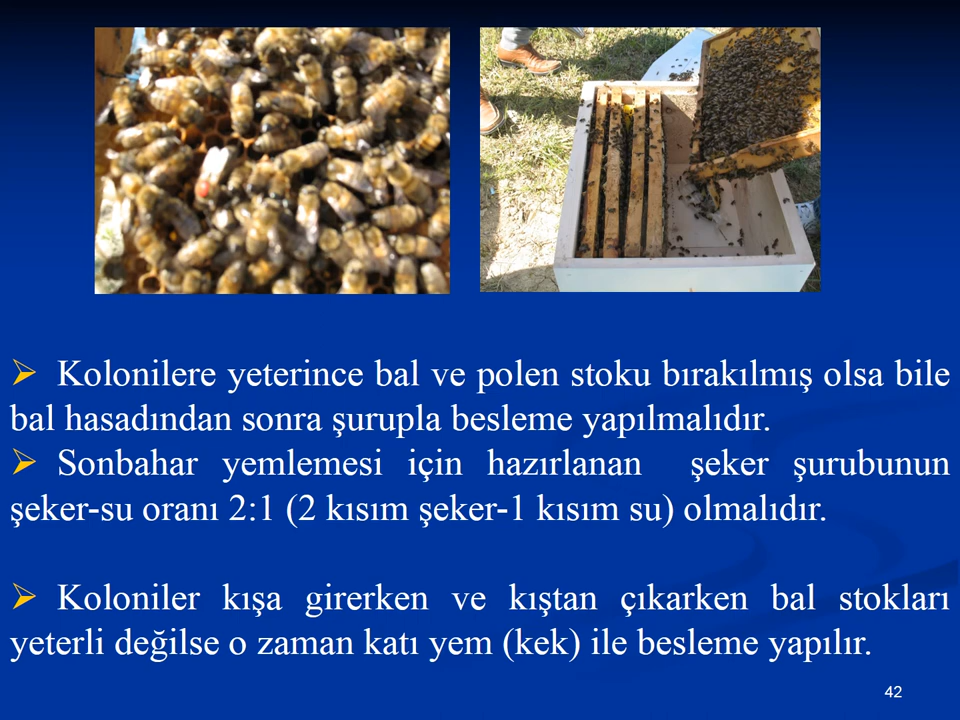 ➢ Kolonilere yeterince bal ve polen stoku bırakılmış olsa bile
bal hasadından sonra şurupla besleme yapılmalıdır.
➢ Sonbahar yemlemesi için hazırlanan şeker şurubunun
şeker-su oranı 2:1 (2 kısım şeker-1 kısım su) olmalıdır.
➢ Koloniler kışa girerken ve kıştan çıkarken bal stokları
yeterli değilse o zaman katı yem (kek) ile besleme yapılır.
42